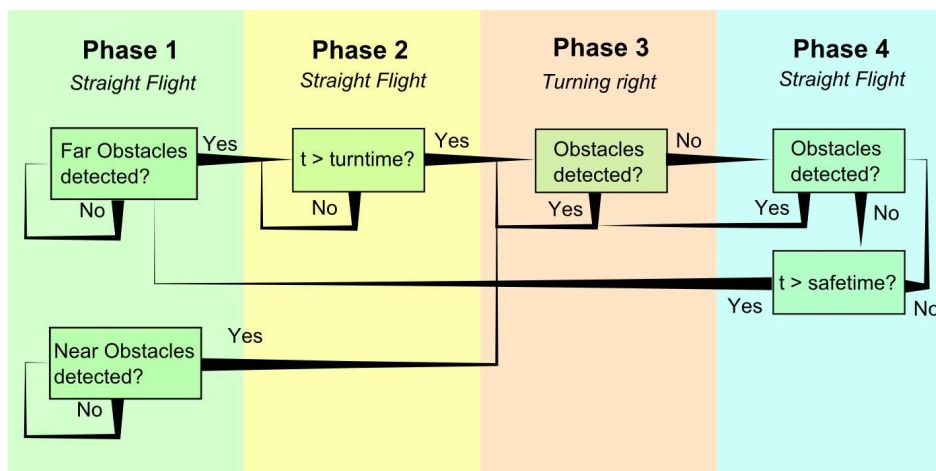 Phase 1
Straight Flight
Phase 2
Straight Flight
Phase 3
Turning right
Phase 4
Straight Flight
Far Obstacles
detected?
Yes
No
t > turntime?
Yes
No
Obstacles
detected?
No
Yes
Obstacles
detected?
Yes
No
t > safetime?
Yes
No
Near Obstacles
detected?
Yes
No